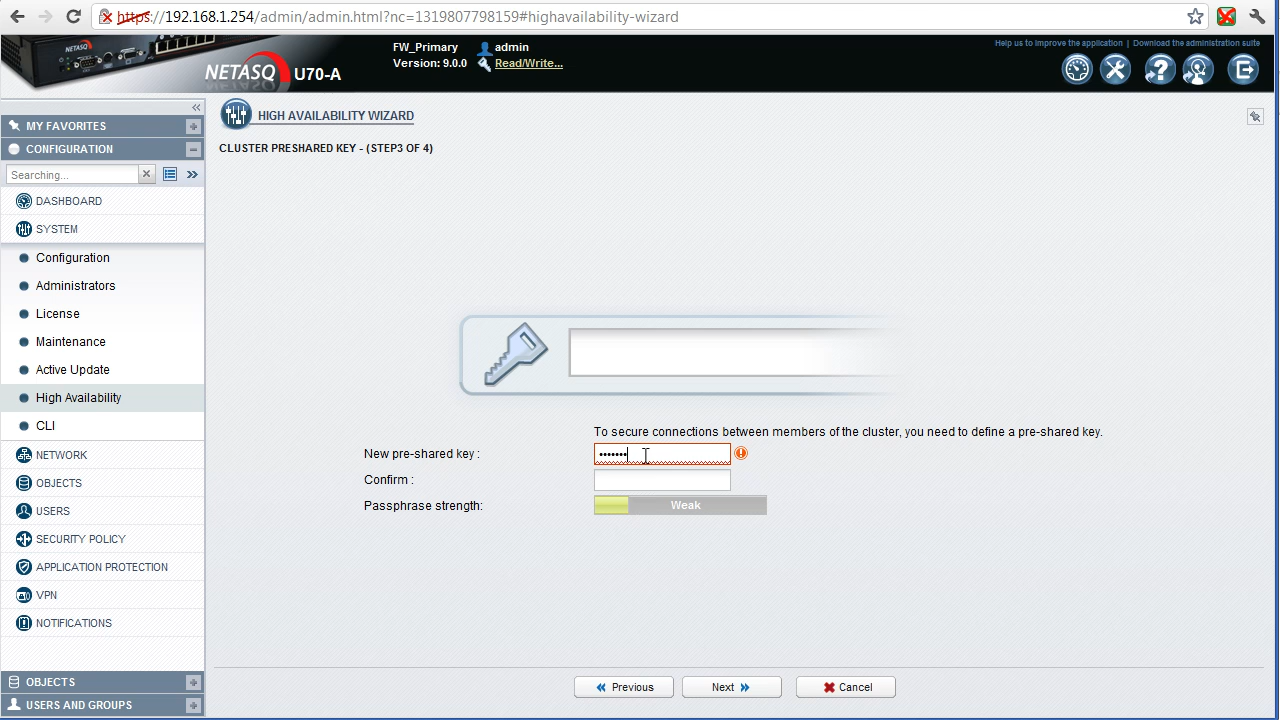 https://192.168.1.254/admin/admin.html?nc=1319807798159#highavailability-wizard
NETASQ
NETASQ U70-A
FW_Primary admin
Version: 9.0.0 Read/Write...
Help us to improve the application | Download the administration suite
MY FAVORITES
CONFIGURATION
Searching...
DASHBOARD
SYSTEM
Configuration
Administrators
License
Maintenance
Active Update
High Availability
CLI
NETWORK
OBJECTS
USERS
SECURITY POLICY
APPLICATION PROTECTION
VPN
NOTIFICATIONS
OBJECTS
USERS AND GROUPS
HIGH AVAILABILITY WIZARD
CLUSTER PRESHARED KEY - (STEP3 OF 4)
To secure connections between members of the cluster, you need to define a pre-shared key.
New pre-shared key : •••••••
Confirm :
Passphrase strength: Weak
Previous Next Cancel